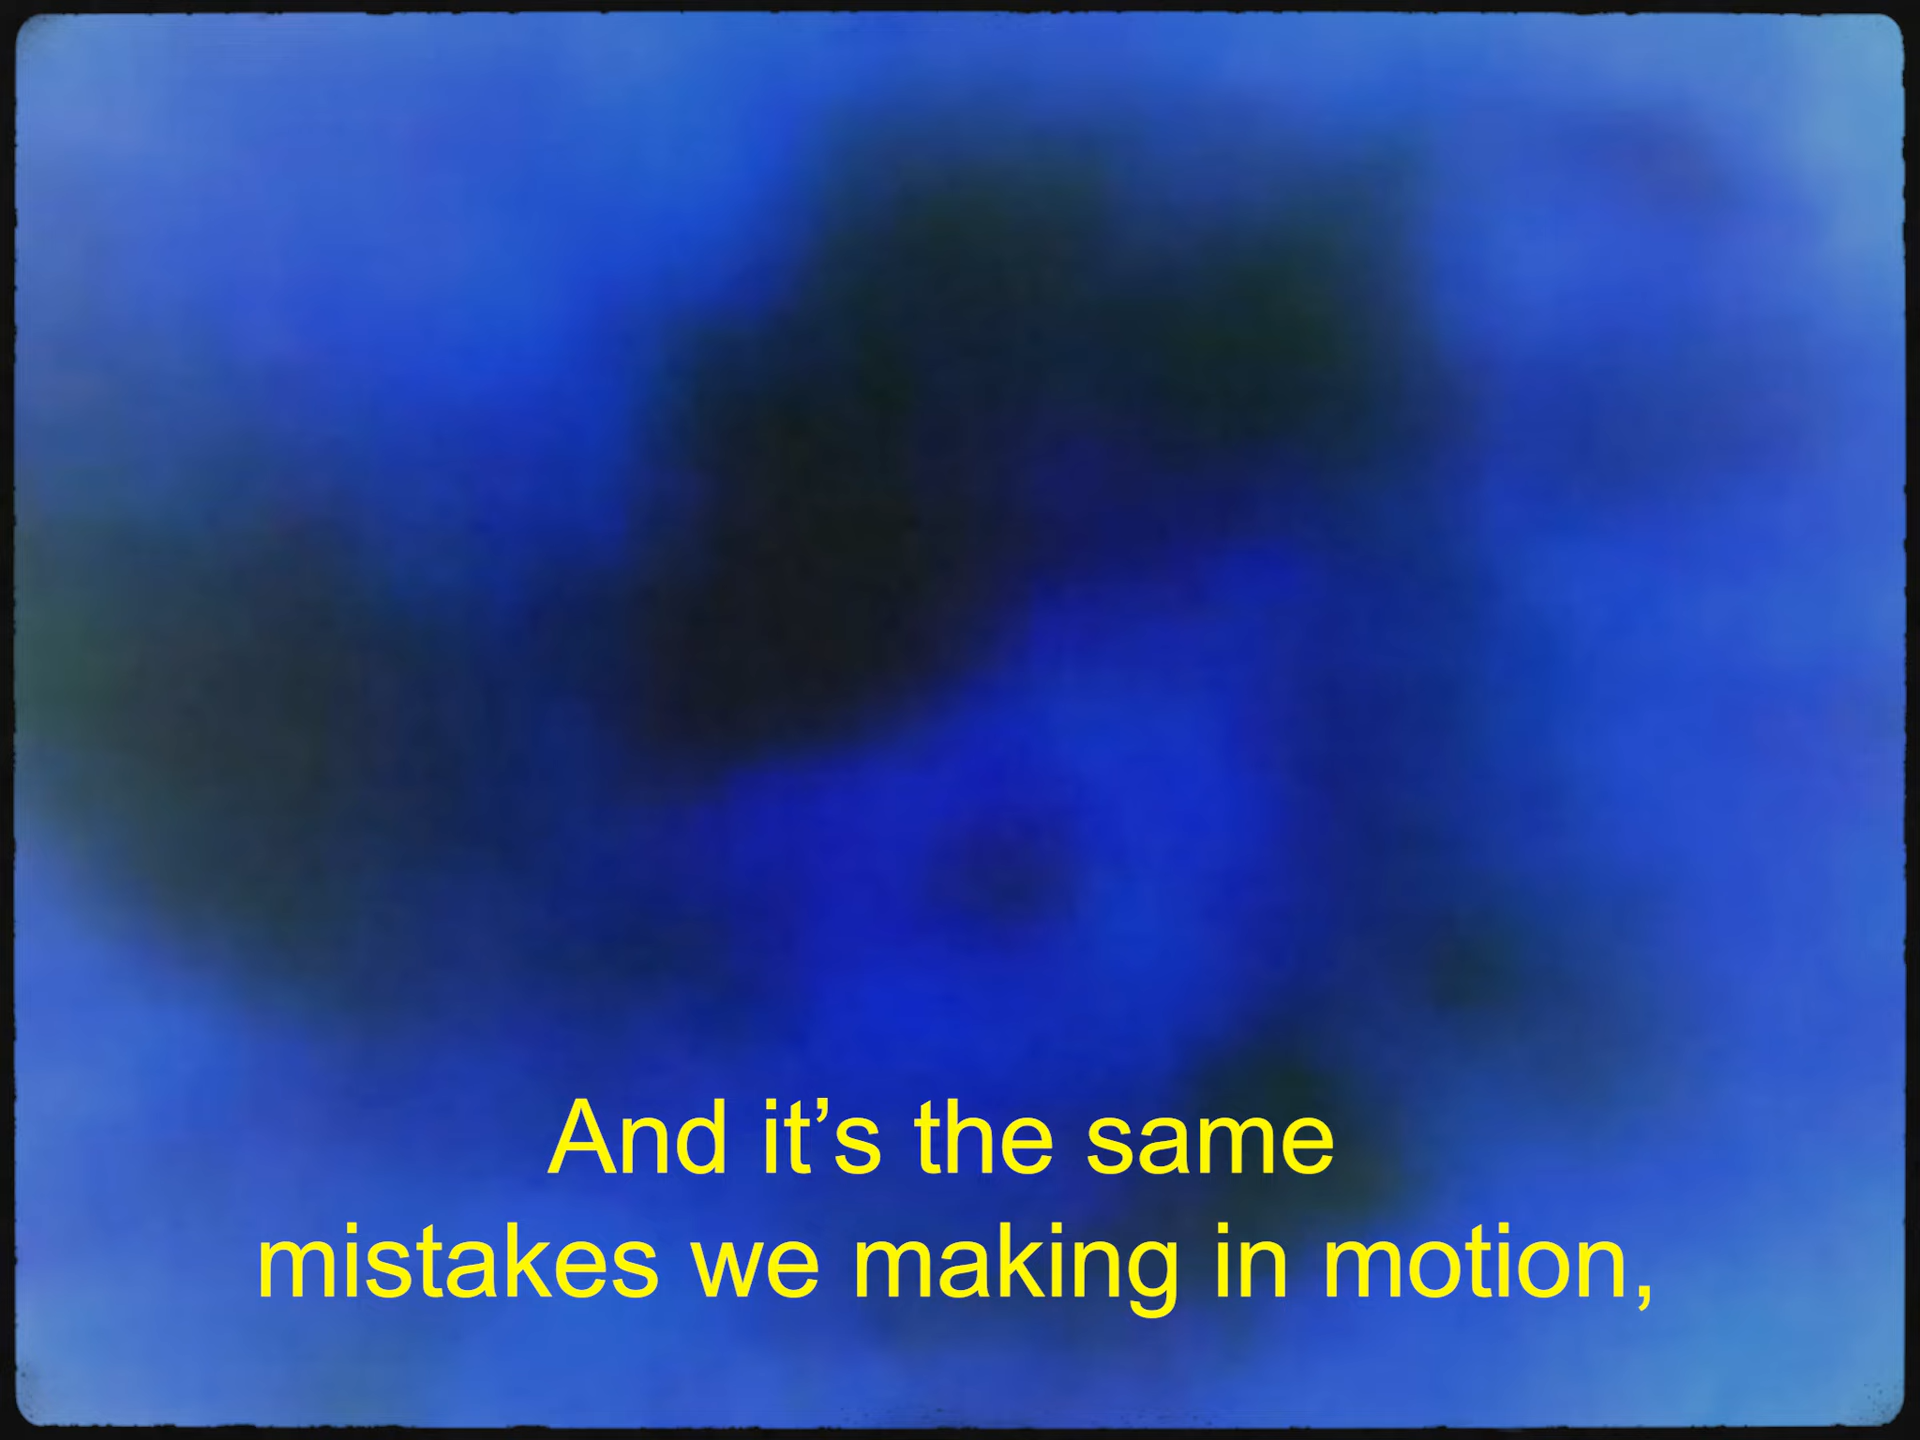 And it’s the same
mistakes we making in motion,